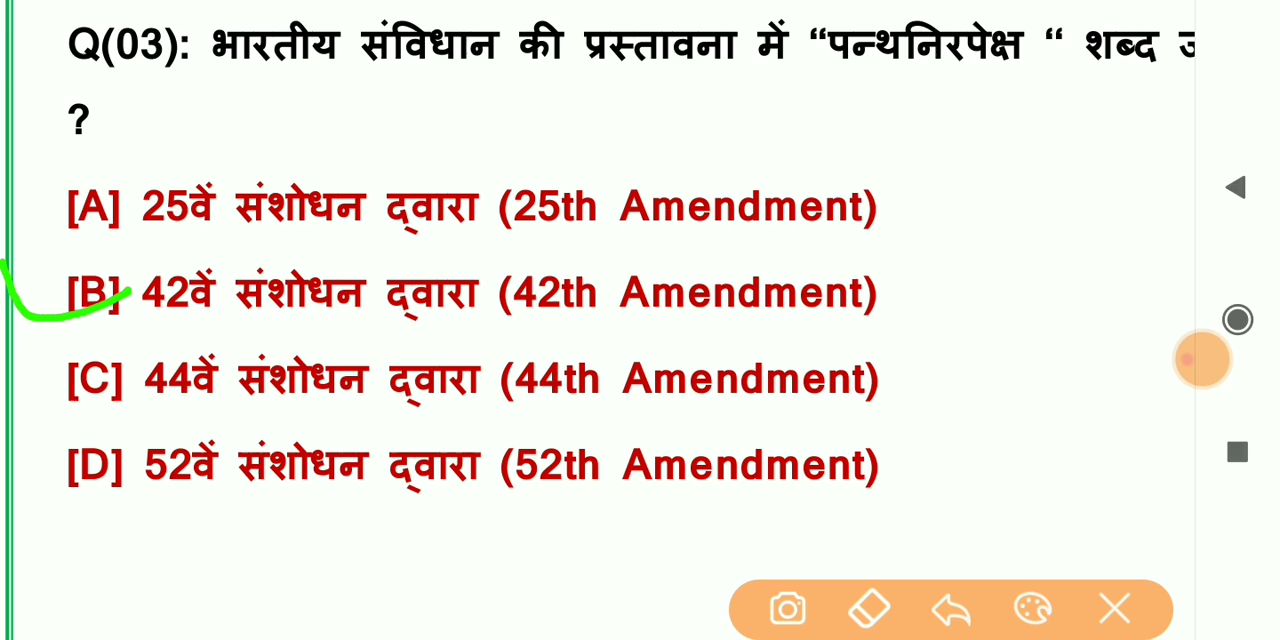 Q(03): भारतीय संविधान की प्रस्तावना में “पन्थनिरपेक्ष “ शब्द
?
[A] 25वें संशोधन द्वारा (25th Amendment)
[B] 42वें संशोधन द्वारा (42th Amendment)
[C] 44वें संशोधन द्वारा (44th Amendment)
[D] 52वें संशोधन द्वारा (52th Amendment)